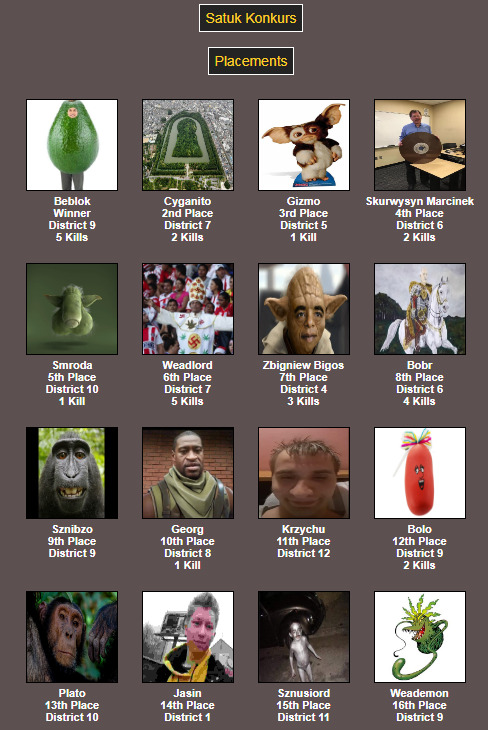 Satuk Konkurs
Placements
Beblok
Winner
District 9
5 Kills
Cyganito
2nd Place
District 7
2 Kills
Gizmo
3rd Place
District 5
1 Kill
Skurwysyn Marcinek
4th Place
District 6
2 Kills
Smroda
5th Place
District 10
1 Kill
Weadlord
6th Place
District 7
5 Kills
Zbigniew Bigos
7th Place
District 4
3 Kills
Bobr
8th Place
District 6
4 Kills
Sznibzo
9th Place
District 9
Georg
10th Place
District 8
1 Kill
Krzychu
11th Place
District 12
Bolo
12th Place
District 9
2 Kills
Plato
13th Place
District 10
Jasin
14th Place
District 1
Sznusiord
15th Place
District 11
Weademon
16th Place
District 9